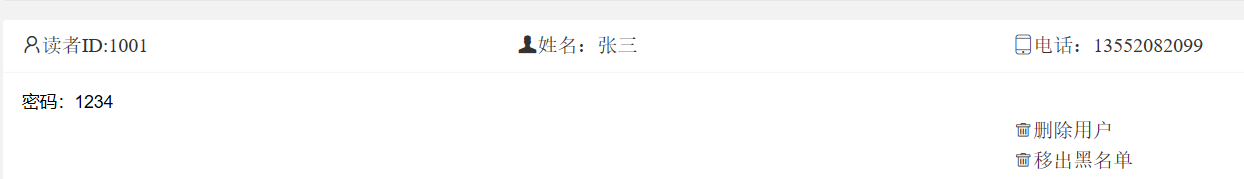 读者ID:1001
姓名：张三
电话：13552082099
密码：1234
删除用户
移出黑名单